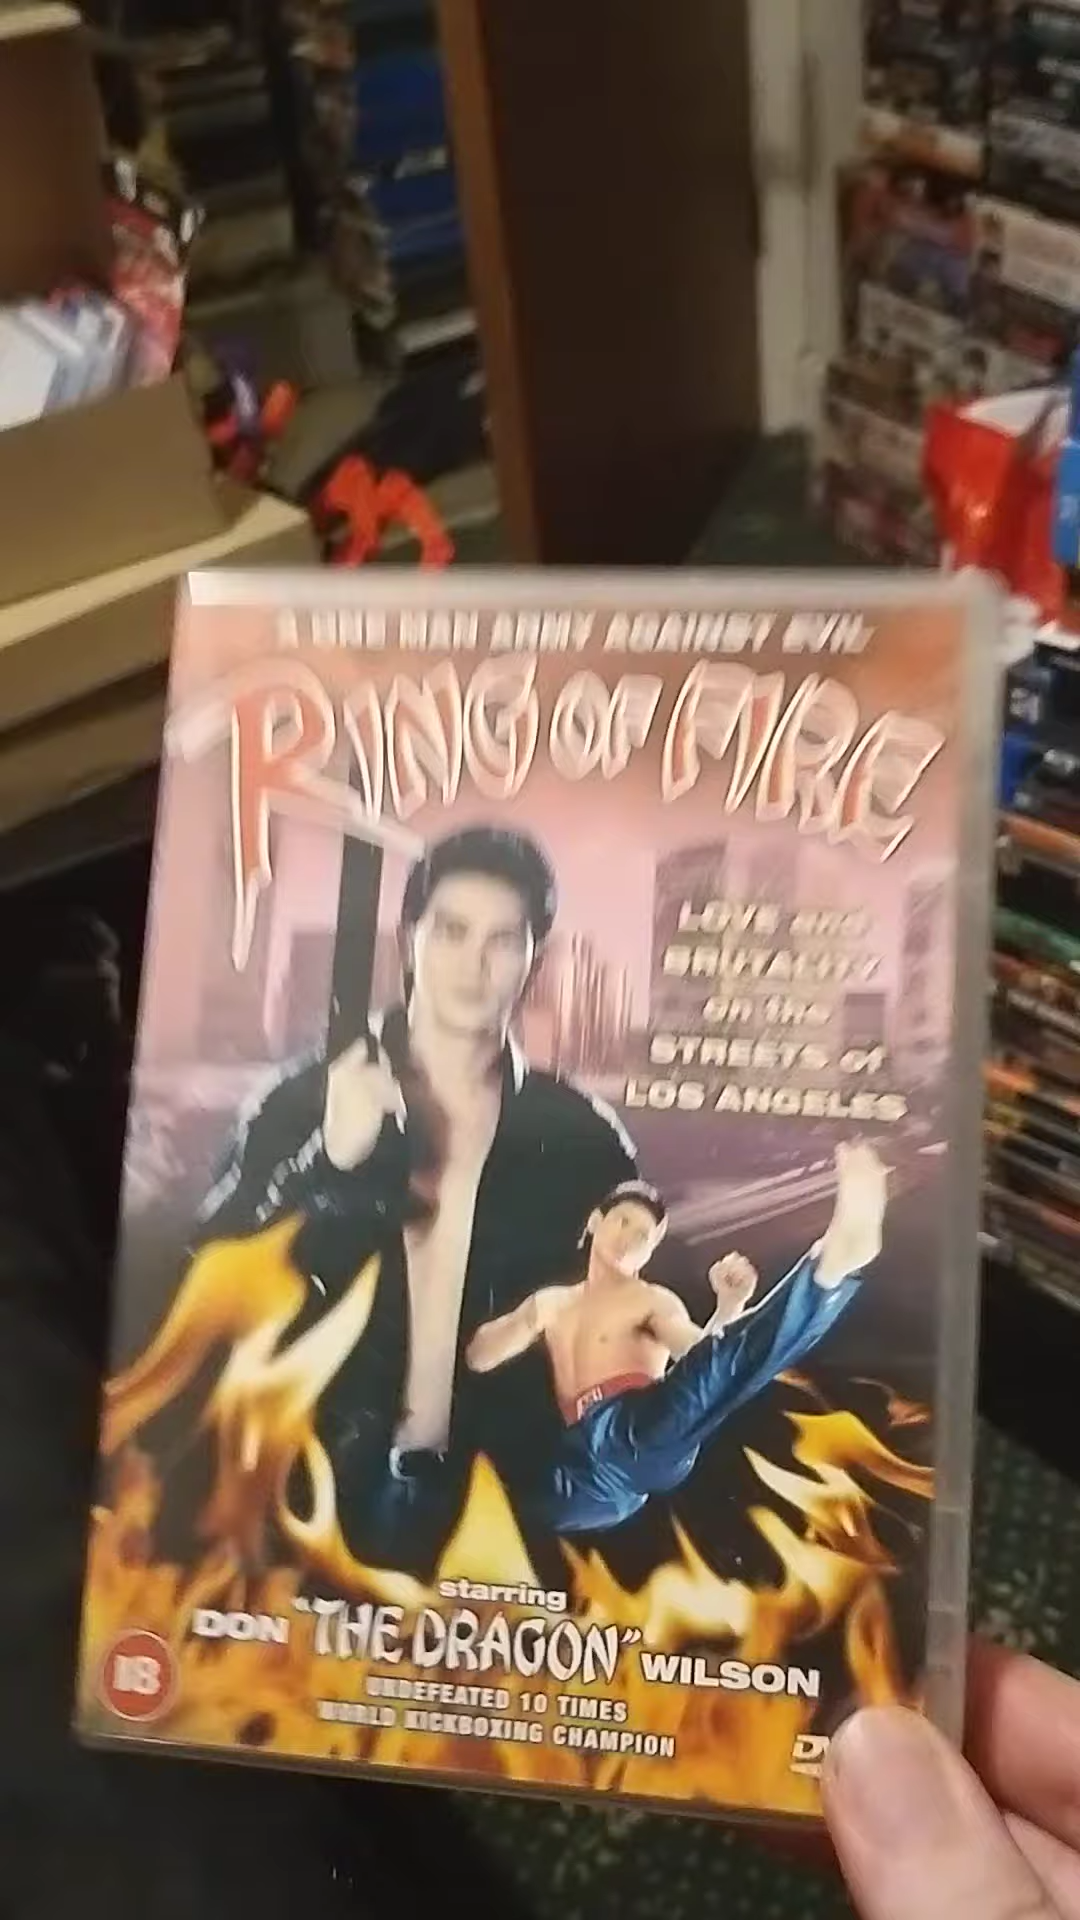 A ONE MAN ARMY AGAINST EVIL
RING OF FIRE
LOVE and
BRUTALITY
on the
STREETS of
LOS ANGELES
starring
DON "THE DRAGON" WILSON
UNDEFEATED 10 TIMES
WORLD KICKBOXING CHAMPION
18